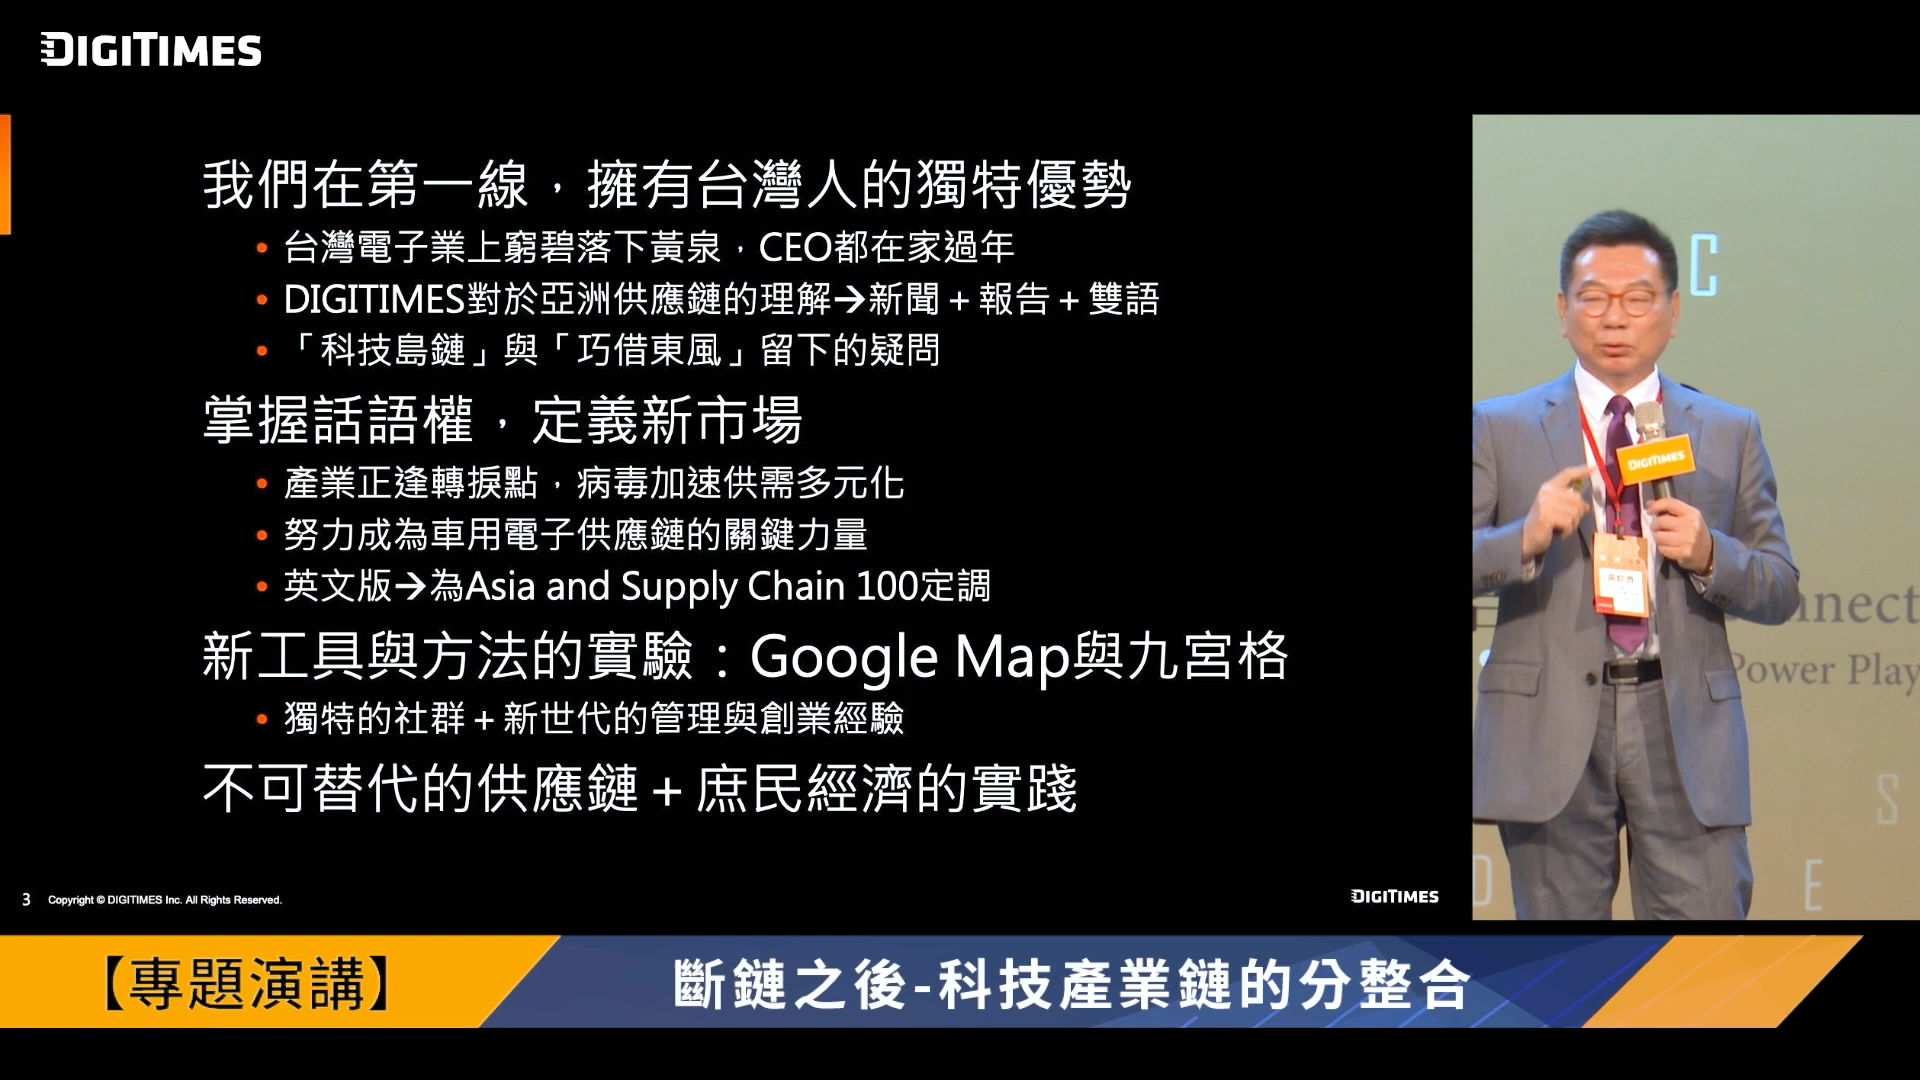 DIGITIMES
我們在第一線，擁有台灣人的獨特優勢
• 台灣電子業上窮碧落下黃泉，CEO都在家過年
• DIGITIMES對於亞洲供應鏈的理解→新聞＋報告＋雙語
• 「科技島鏈」與「巧借東風」留下的疑問
掌握話語權，定義新市場
• 產業正逢轉捩點，病毒加速供需多元化
• 努力成為車用電子供應鏈的關鍵力量
• 英文版→為Asia and Supply Chain 100定調
新工具與方法的實驗：Google Map與九宮格
• 獨特的社群＋新世代的管理與創業經驗
不可替代的供應鏈＋庶民經濟的實踐
3 Copyright © DIGITIMES Inc. All Rights Reserved.
DIGITIMES
C
DIGITIMES
nnect
Power Play
S
D E
【專題演講】
斷鏈之後-科技產業鏈的分整合